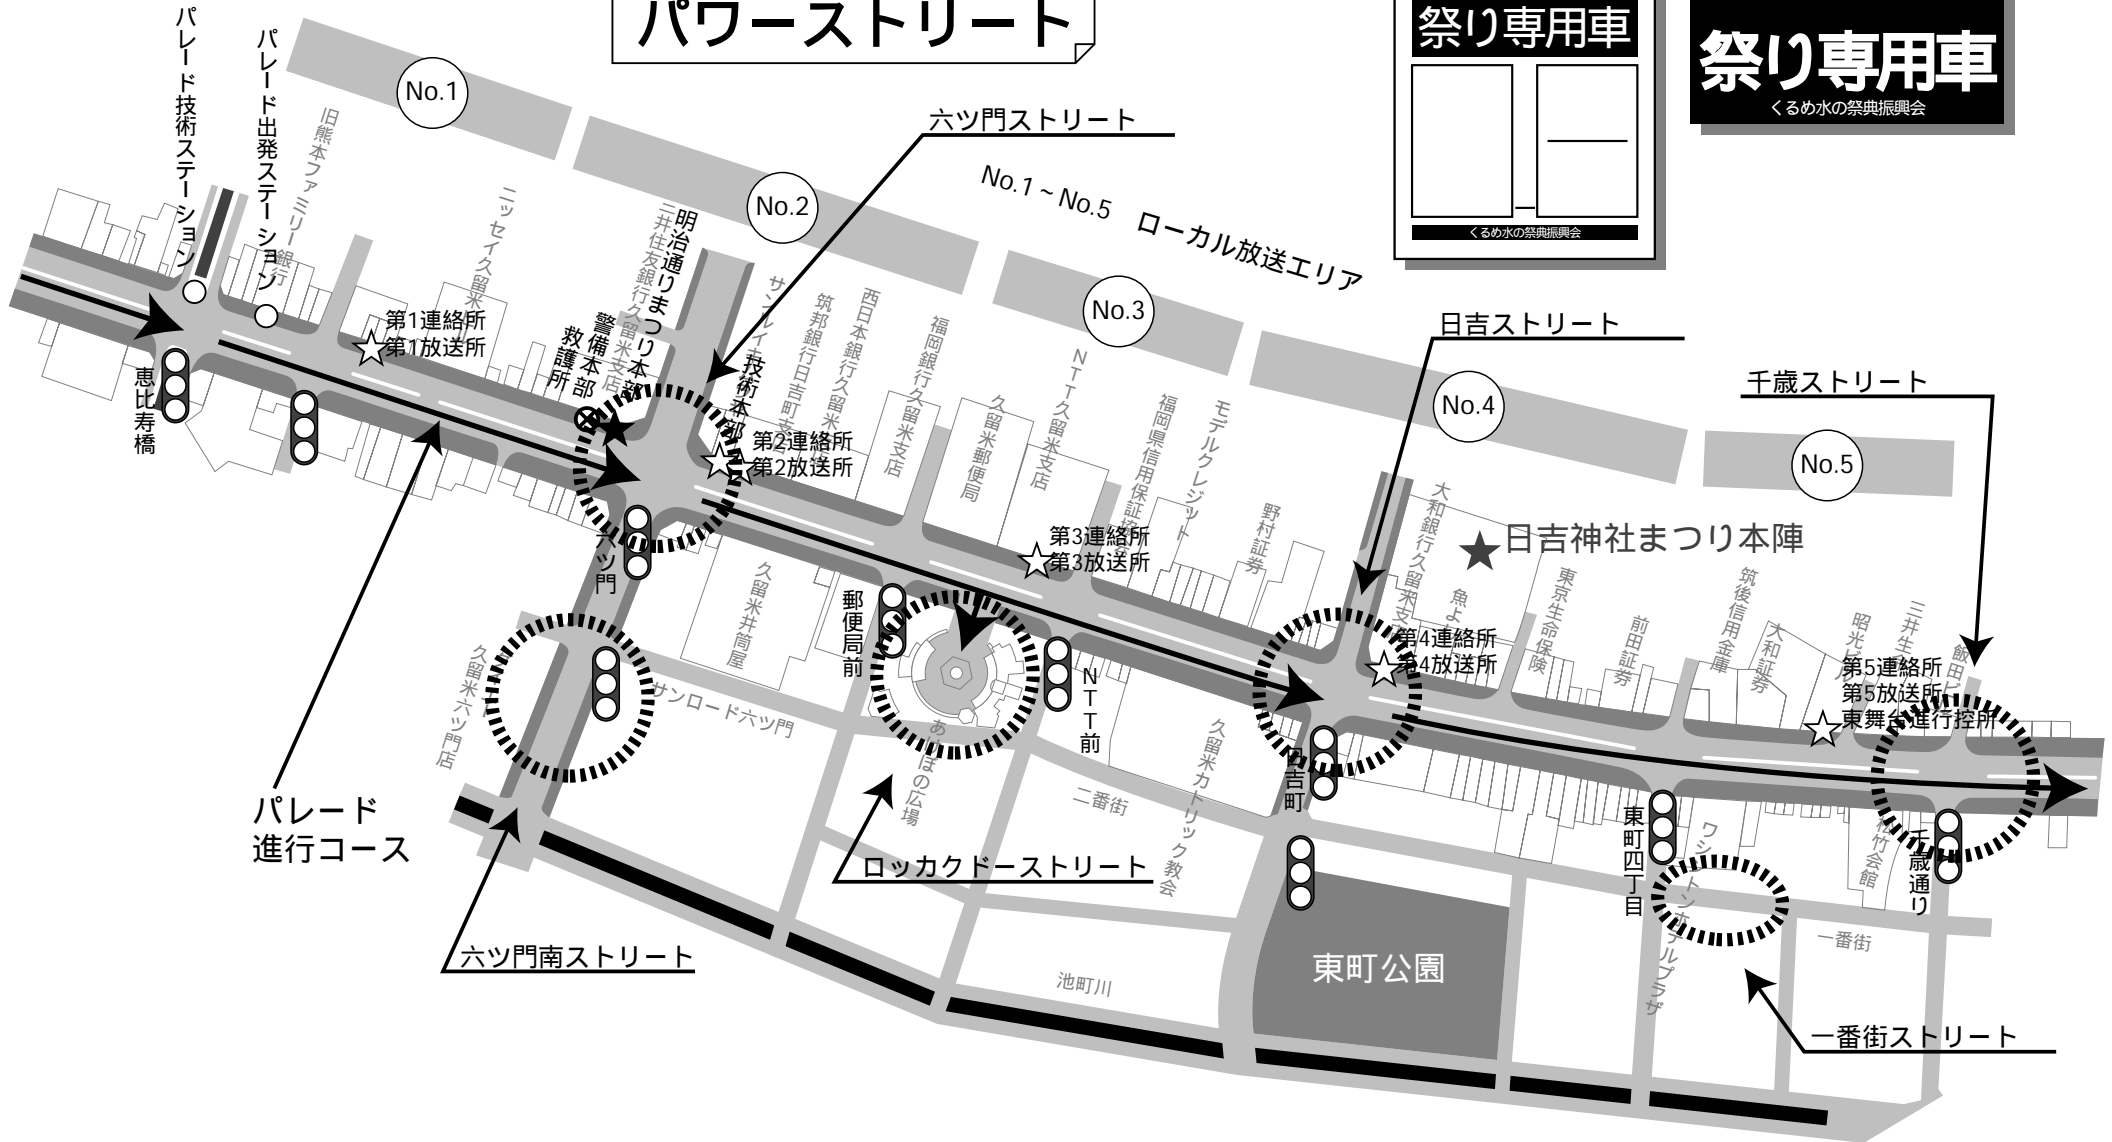 パワーストリート
祭り専用車
くるめ水の祭典振興会
祭り専用車
くるめ水の祭典振興会
パレード技術ステーション
パレード出発ステーション
No.1
No.2
No.3
No.4
No.5
No.1 ~ No.5 ローカル放送エリア
六ツ門ストリート
日吉ストリート
千歳ストリート
旧熊本ファミリー銀行
第1連絡所
第1放送所
恵比寿橋
救護所
警備本部
明治通りまつり本部
三井住友銀行久留米支店
技術本部
第2連絡所
第2放送所
筑邦銀行日吉町支店
西日本銀行久留米
福岡銀行久留米支店
久留米郵便局
NTT久留米支店
福岡県信用保証協会
モデルクレジット
野村証券
第3連絡所
第3放送所
大和銀行久留米支店
日吉神社まつり本陣
東京生命保険
前田証券
筑後信用金庫
大和証券
第4連絡所
第4放送所
第5連絡所
第5放送所
東舞台進行控所
六ツ門
久留米井筒屋
郵便局前
NTT前
久留米六ツ門店
サンロード六ツ門
あけぼの広場
二番街
久留米カトリック教会
日吉町
東町四丁目
ワシントンホテルプラザ
松竹会館
千歳通り
一番街
パレード
進行コース
ロッカクドーストリート
六ツ門南ストリート
池町川
東町公園
一番街ストリート